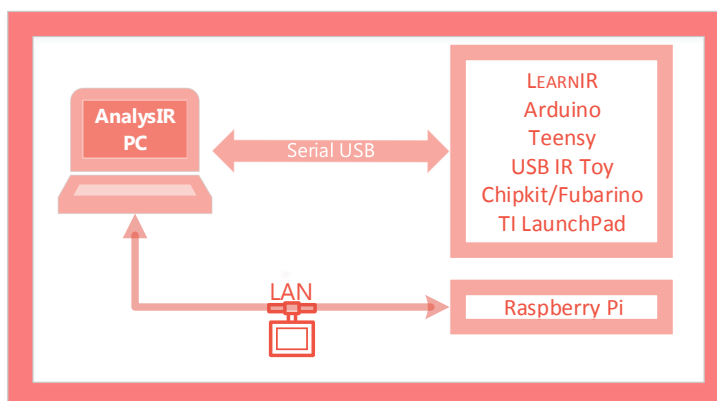 AnalysIR
PC
Serial USB
LEARNIR
Arduino
Teensy
USB IR Toy
Chipkit/Fubarino
TI LaunchPad
LAN
Raspberry Pi